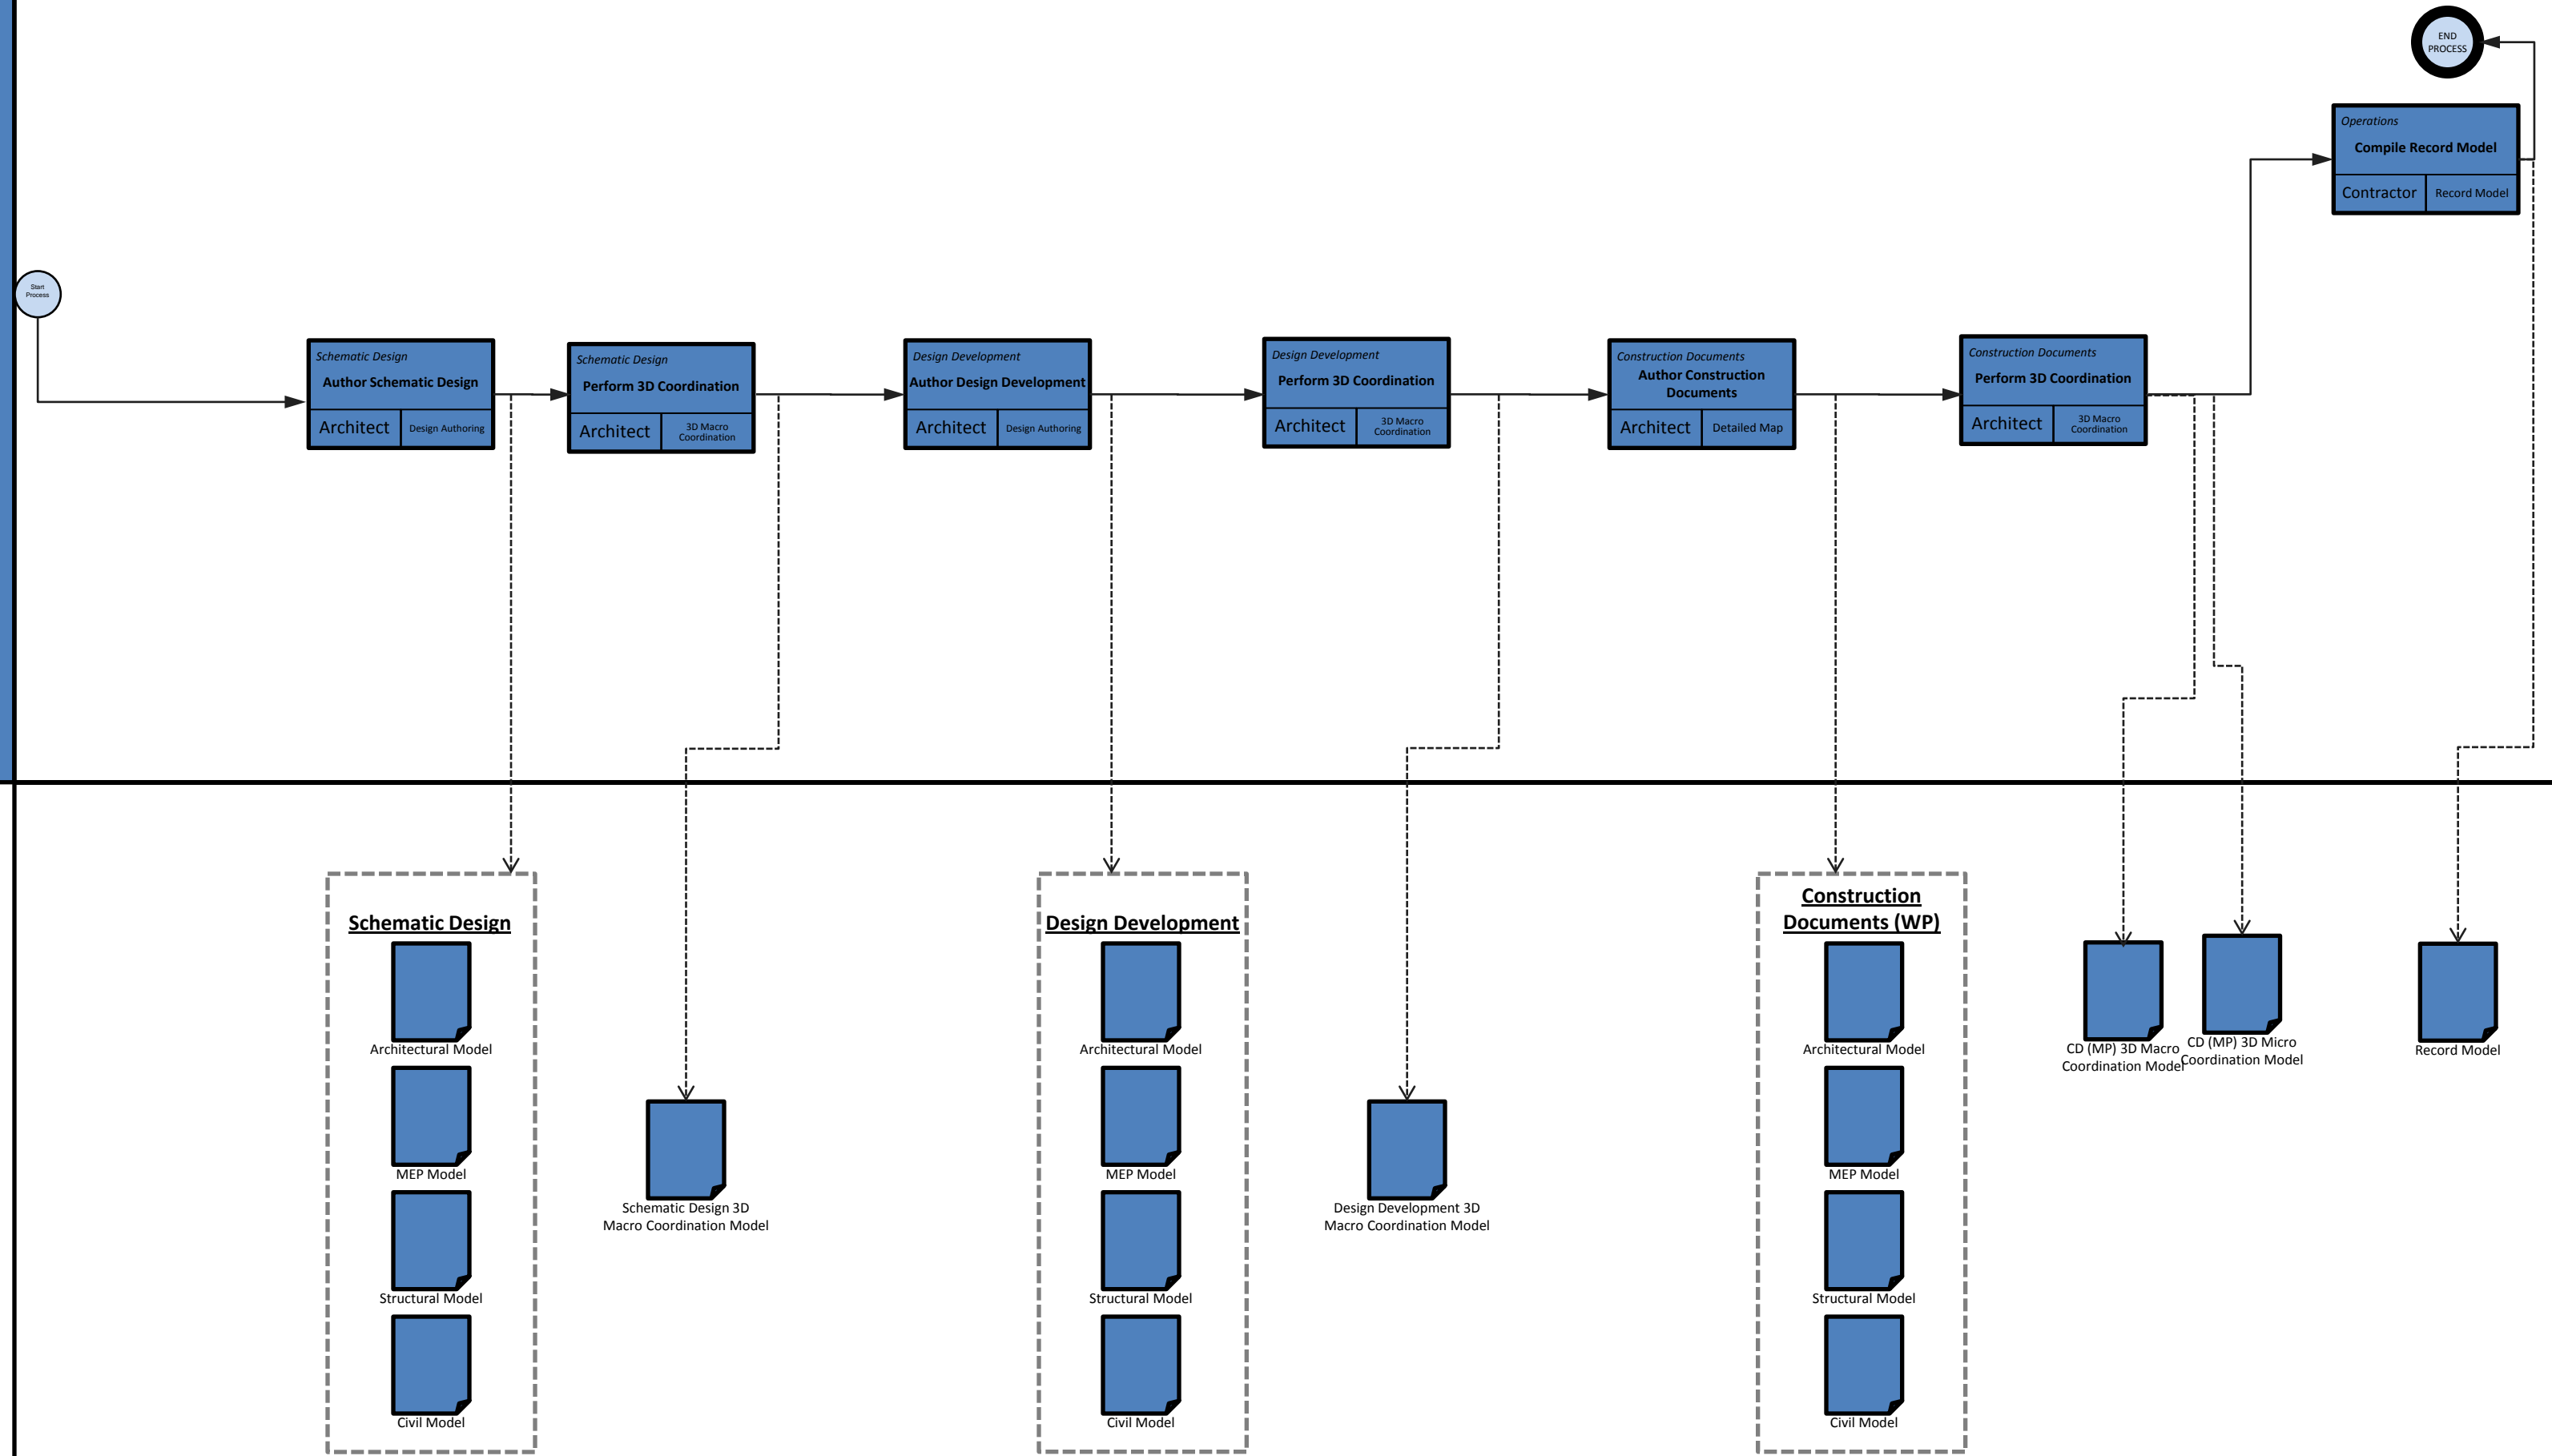 END
PROCESS
Operations
Compile Record Model
Contractor
Record Model
Start
Process
Schematic Design
Author Schematic Design
Architect
Design Authoring
Schematic Design
Perform 3D Coordination
Architect
3D Macro
Coordination
Design Development
Author Design Development
Architect
Design Authoring
Design Development
Perform 3D Coordination
Architect
3D Macro
Coordination
Construction Documents
Author Construction
Documents
Architect
Detailed Map
Construction Documents
Perform 3D Coordination
Architect
3D Macro
Coordination
Schematic Design
Architectural Model
MEP Model
Structural Model
Civil Model
Schematic Design 3D
Macro Coordination Model
Design Development
Architectural Model
MEP Model
Structural Model
Civil Model
Design Development 3D
Macro Coordination Model
Construction
Documents (WP)
Architectural Model
MEP Model
Structural Model
Civil Model
CD (MP) 3D Macro
Coordination Model
CD (MP) 3D Micro
Coordination Model
Record Model